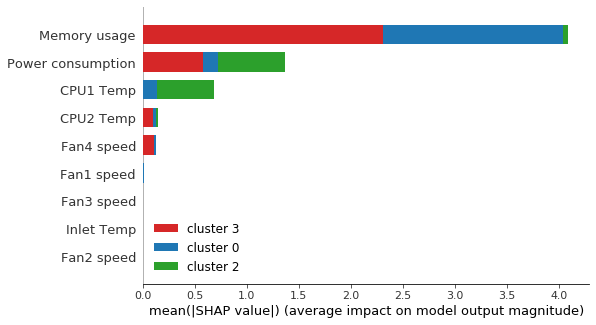 Memory usage
Power consumption
CPU1 Temp
CPU2 Temp
Fan4 speed
Fan1 speed
Fan3 speed
Inlet Temp
Fan2 speed
cluster 3
cluster 0
cluster 2
0.0 0.5 1.0 1.5 2.0 2.5 3.0 3.5 4.0
mean(|SHAP value|) (average impact on model output magnitude)